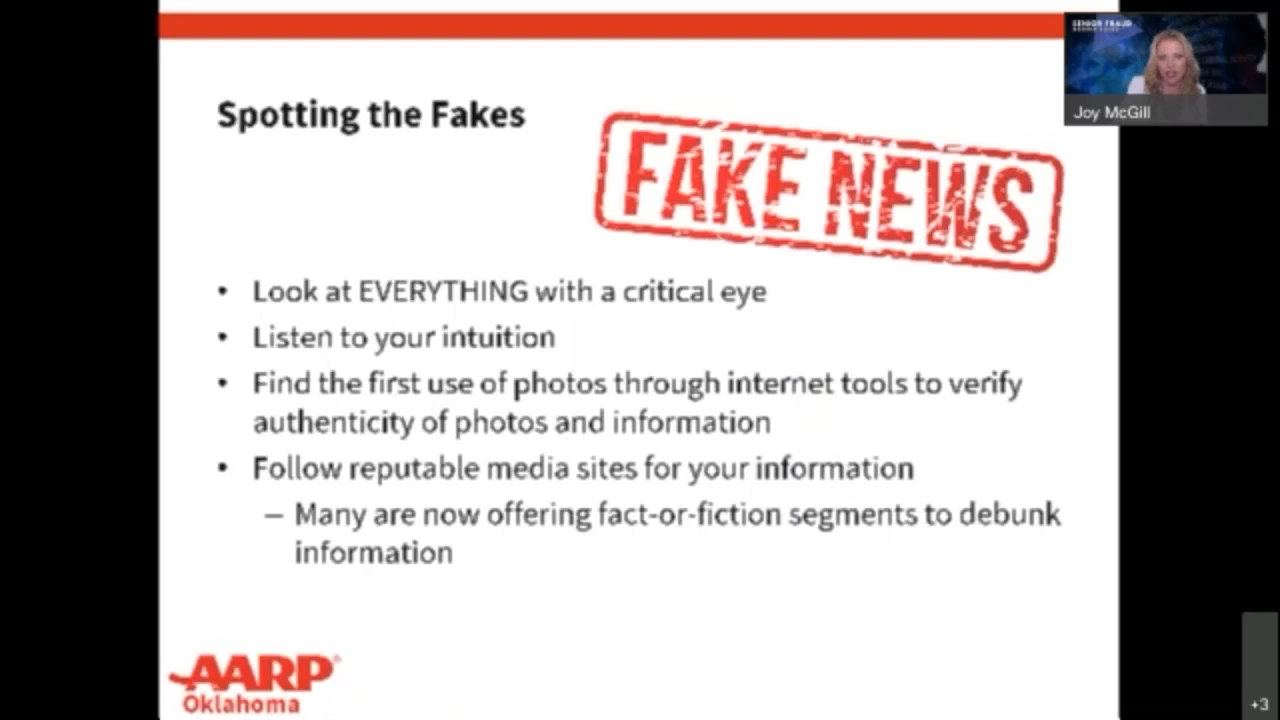 SENIOR FRAUD
Joy McGill
Spotting the Fakes
FAKE NEWS
• Look at EVERYTHING with a critical eye
• Listen to your intuition
• Find the first use of photos through internet tools to verify
authenticity of photos and information
• Follow reputable media sites for your information
– Many are now offering fact-or-fiction segments to debunk
information
AARP
Oklahoma
+3